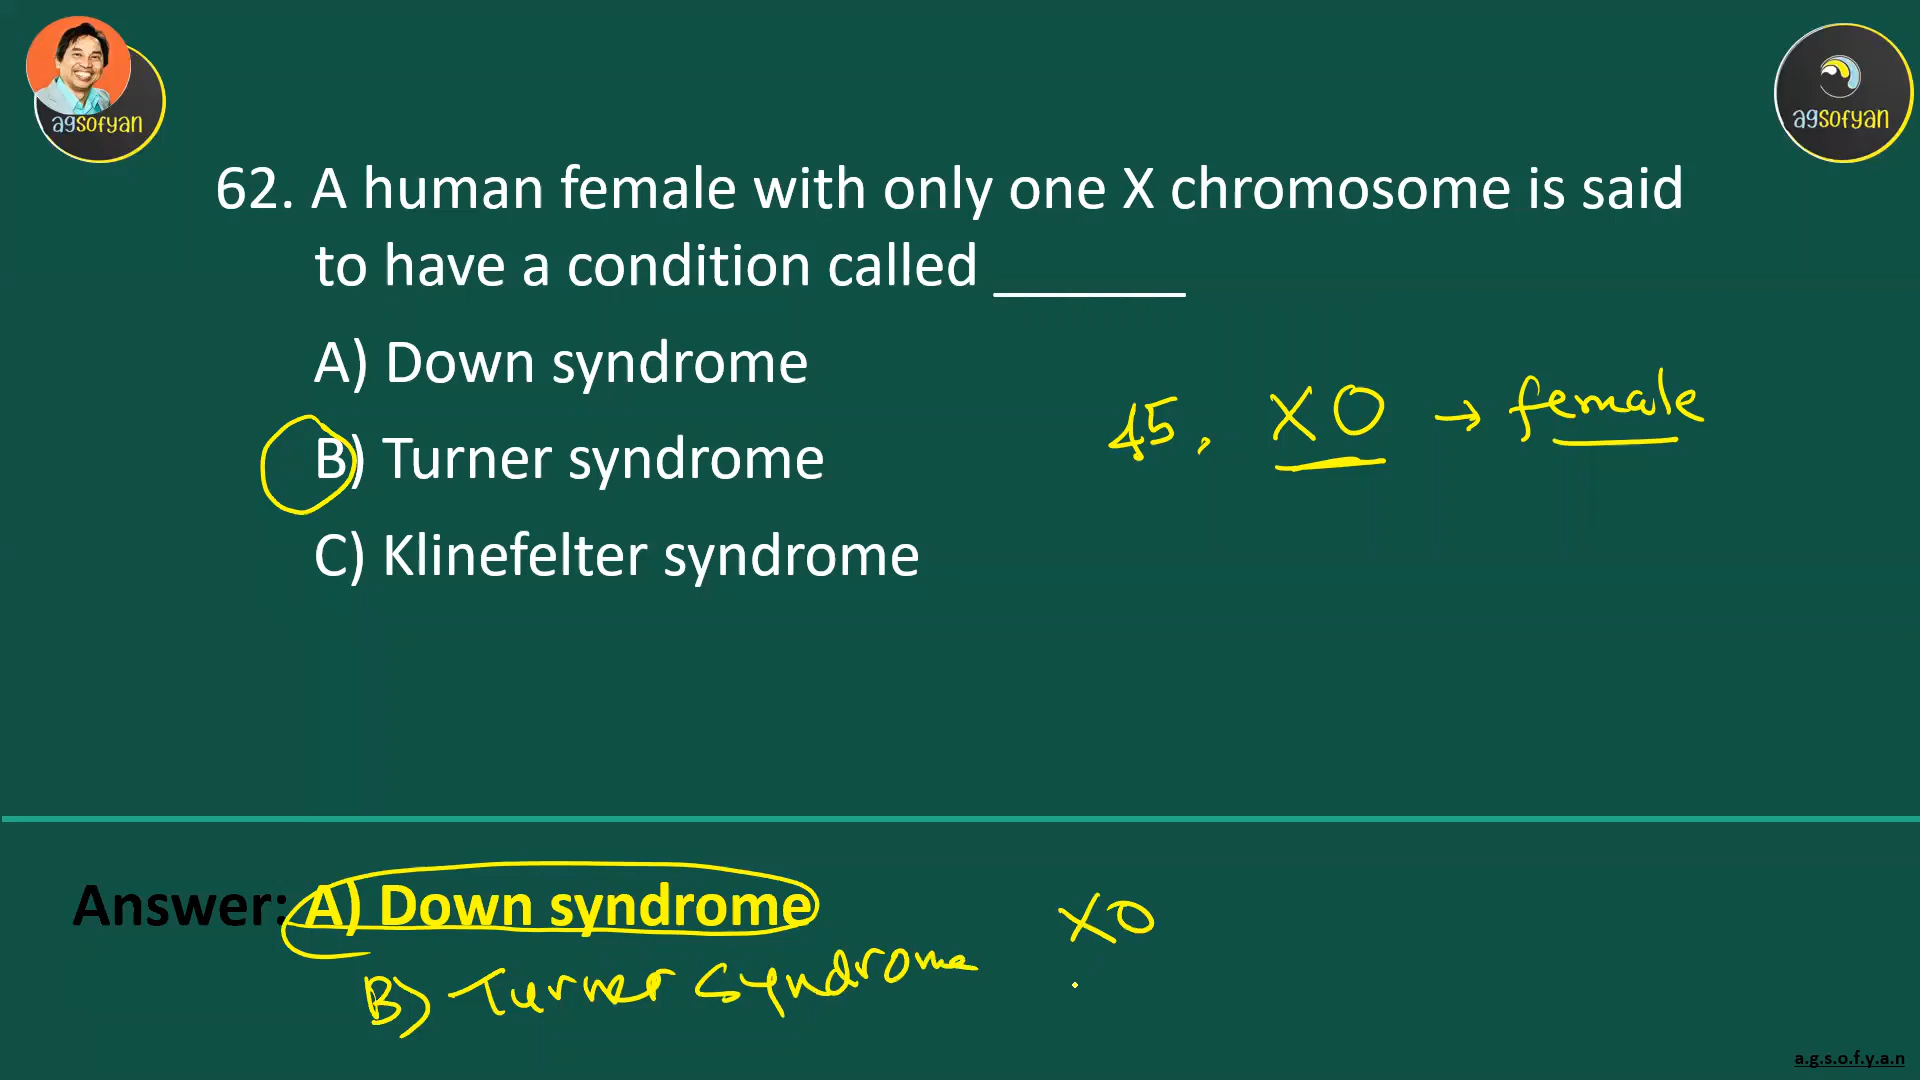 agsofyan
agsofyan
62. A human female with only one X chromosome is said
to have a condition called _______
A) Down syndrome
45, XO → female
B) Turner syndrome
C) Klinefelter syndrome
Answer: A) Down syndrome
XO
B) Turner Syndrome
a.g.s.o.f.y.a.n